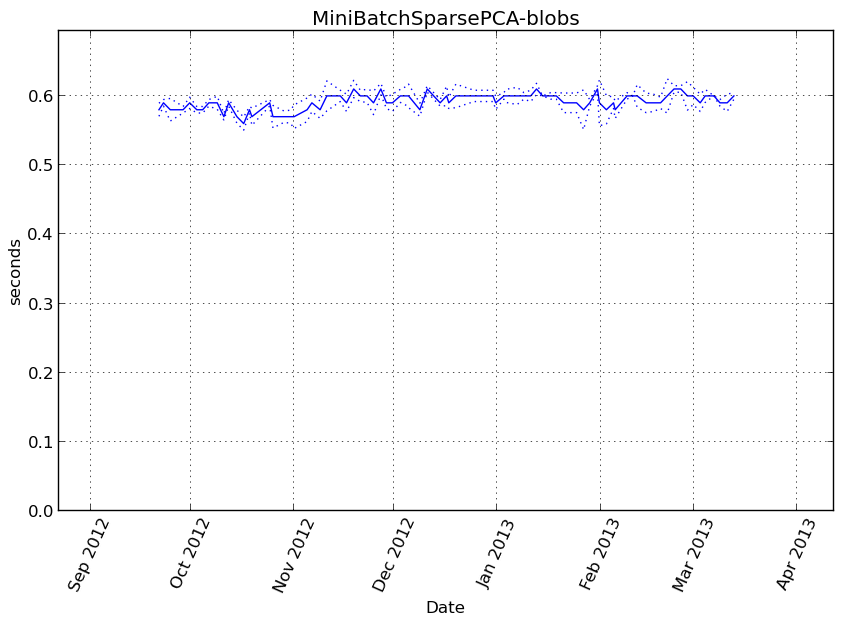 MiniBatchSparsePCA-blobs
0.6
0.5
0.4
0.3
0.2
0.1
0.0
seconds
Sep 2012
Oct 2012
Nov 2012
Dec 2012
Jan 2013
Feb 2013
Mar 2013
Apr 2013
Date